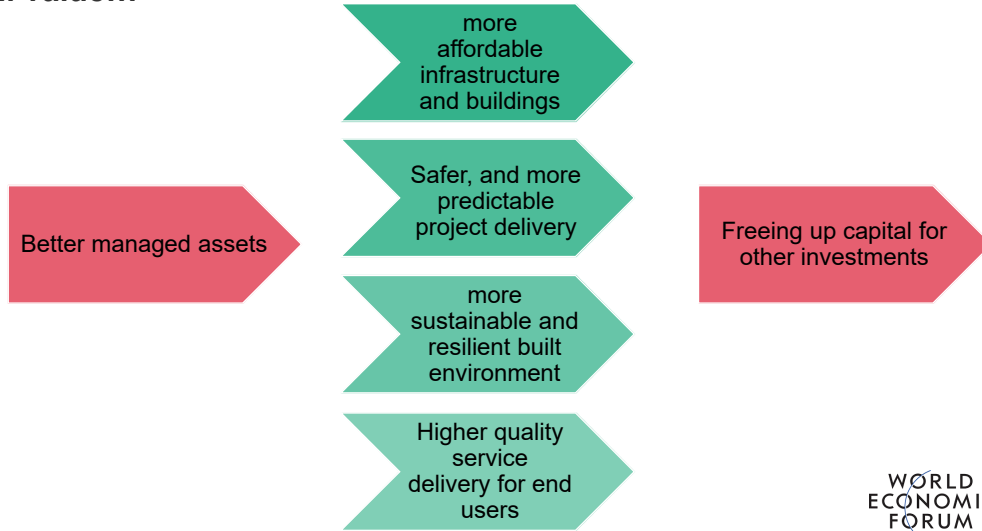 more
affordable
infrastructure
and buildings
Safer, and more
predictable
project delivery
Better managed assets
Freeing up capital for
other investments
more
sustainable and
resilient built
environment
Higher quality
service
delivery for end
users
WORLD
ECONOMI
FORUM